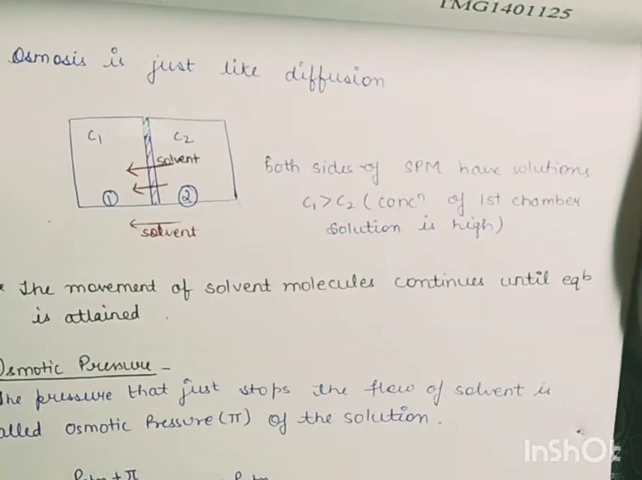 TMG1401125
Osmosis is just like diffusion
C1 C2
solvent
① ②
solvent
Both sides of SPM have solutions
C1 > C2 (concⁿ of 1st chamber
solution is high)
The movement of solvent molecules continues until eqb
is attained.
Osmotic Pressure -
The pressure that just stops the flow of solvent is
called Osmotic Pressure (π) of the solution.
+ π
InShOt